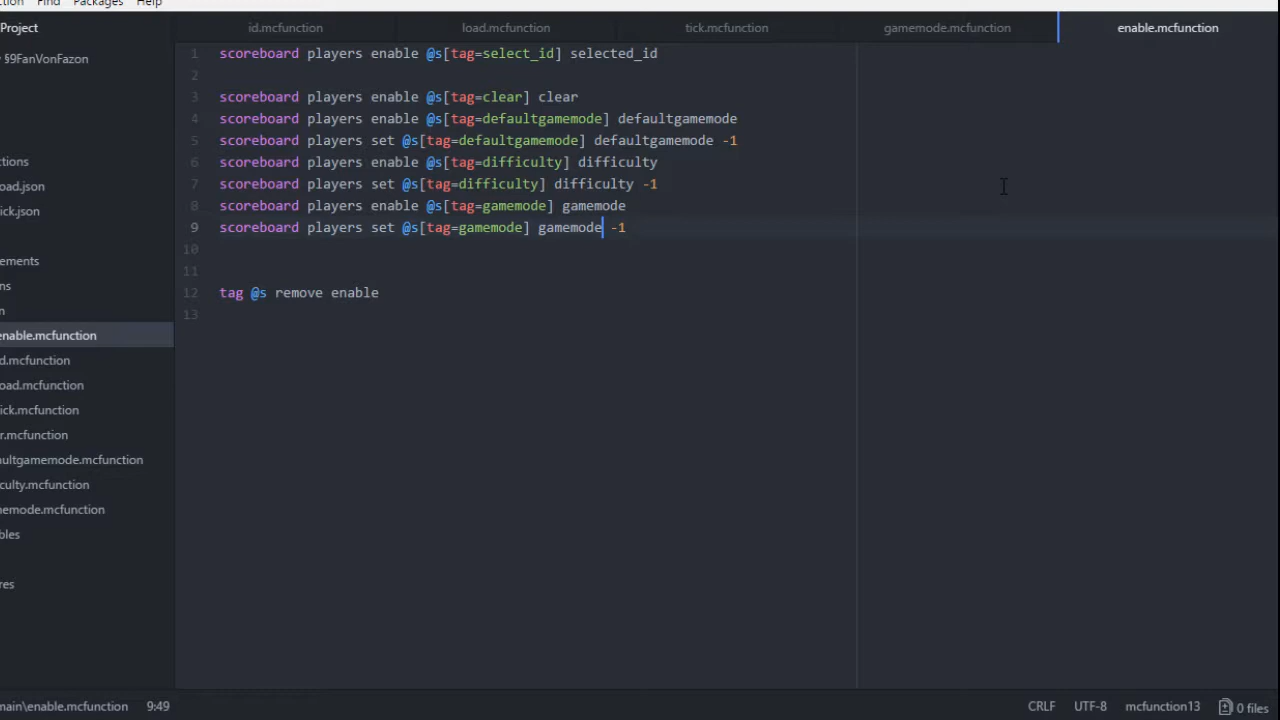 ction Find Packages Help
Project
§9FanVonFazon
ctions
oad.json
ick.json
ements
ns
n
enable.mcfunction
d.mcfunction
oad.mcfunction
ick.mcfunction
r.mcfunction
aultgamemode.mcfunction
culty.mcfunction
nemode.mcfunction
bles
res
id.mcfunction load.mcfunction tick.mcfunction gamemode.mcfunction enable.mcfunction
1 scoreboard players enable @s[tag=select_id] selected_id
2
3 scoreboard players enable @s[tag=clear] clear
4 scoreboard players enable @s[tag=defaultgamemode] defaultgamemode
5 scoreboard players set @s[tag=defaultgamemode] defaultgamemode -1
6 scoreboard players enable @s[tag=difficulty] difficulty
7 scoreboard players set @s[tag=difficulty] difficulty -1
8 scoreboard players enable @s[tag=gamemode] gamemode
9 scoreboard players set @s[tag=gamemode] gamemode -1
10
11
12 tag @s remove enable
13
main\enable.mcfunction 9:49 CRLF UTF-8 mcfunction13 0 files